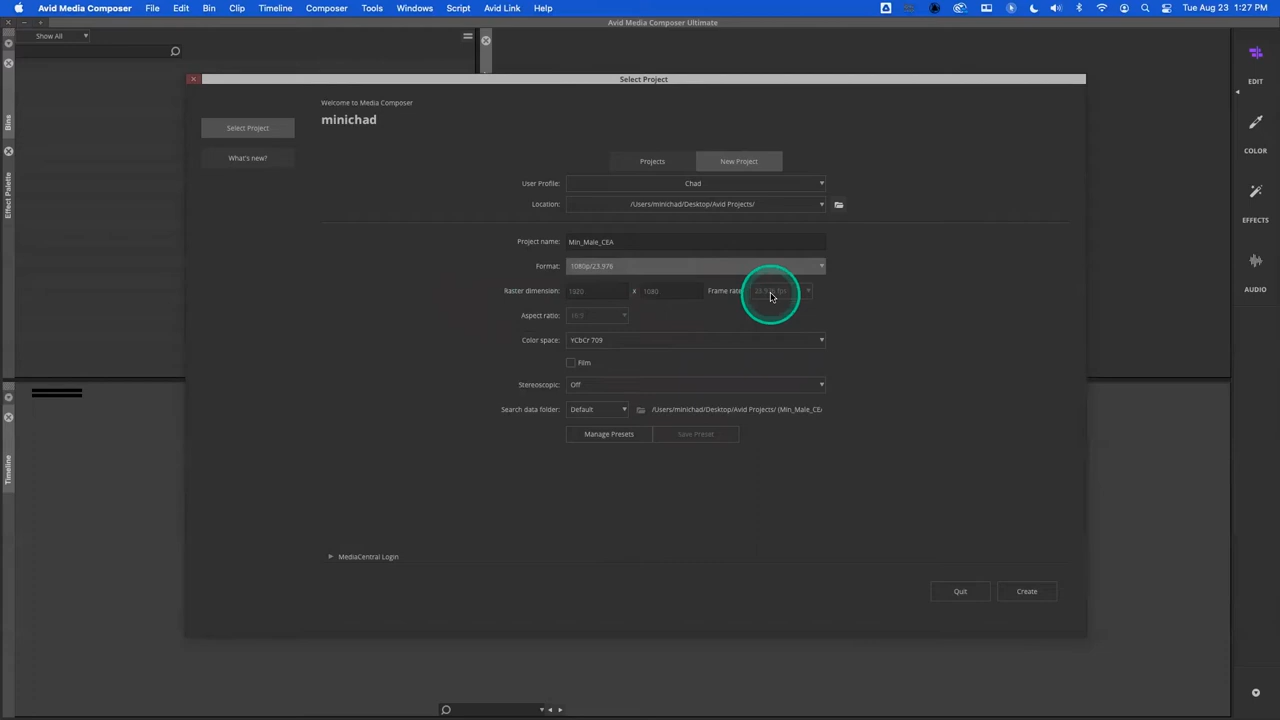 Avid Media Composer File Edit Bin Clip Timeline Composer Tools Windows Script Avid Link Help Tue Aud 23 1:27 PM
Avid Media Composer Ultimate
Show All
Select Project
Welcome to Media Composer
minichad
Select Project
What's new?
Projects New Project
User Profile: Chad
Location: /Users/minichad/Desktop/Avid Projects/
Project name: Min_Male_CEA
Format: 1080p/23.976
Raster dimension: 1920 x 1080 Frame rate: 23.976 fps
Aspect ratio: 16:9
Color space: YCbCr 709
Film
Stereoscopic: Off
Search data folder: Default /Users/minichad/Desktop/Avid Projects/ (Min_Male_CEA
Manage Presets Save Preset
MediaCentral Login
Quit Create
Bins
Effect Palette
Timeline
EDIT
COLOR
EFFECTS
AUDIO